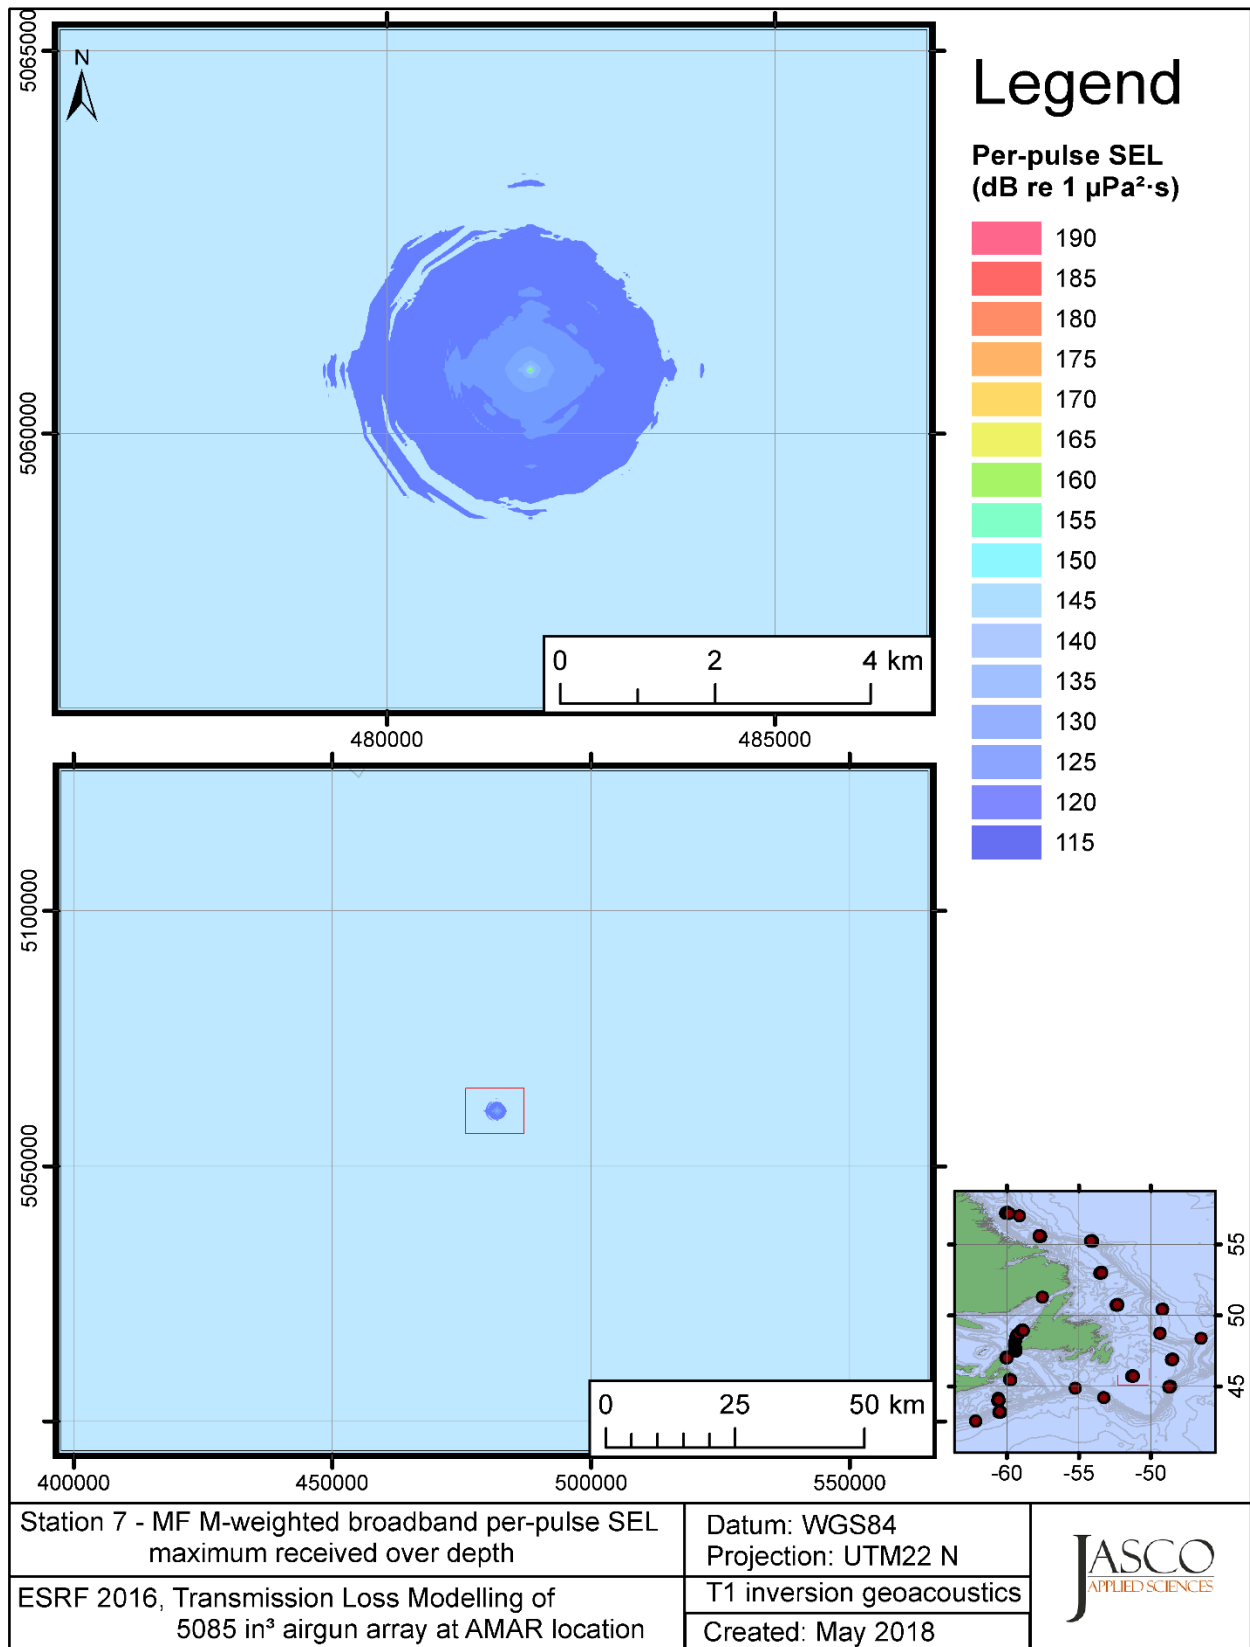 N
5065000
5060000
480000
485000
0 2 4 km
Legend
Per-pulse SEL
(dB re 1 µPa²·s)
190
185
180
175
170
165
160
155
150
145
140
135
130
125
120
115
5100000
5050000
400000
450000
500000
550000
0 25 50 km
55
50
45
-60
-55
-50
Station 7 - MF M-weighted broadband per-pulse SEL
maximum received over depth
ESRF 2016, Transmission Loss Modelling of
5085 in³ airgun array at AMAR location
Datum: WGS84
Projection: UTM22 N
T1 inversion geoacoustics
Created: May 2018
JASCO
APPLIED SCIENCES